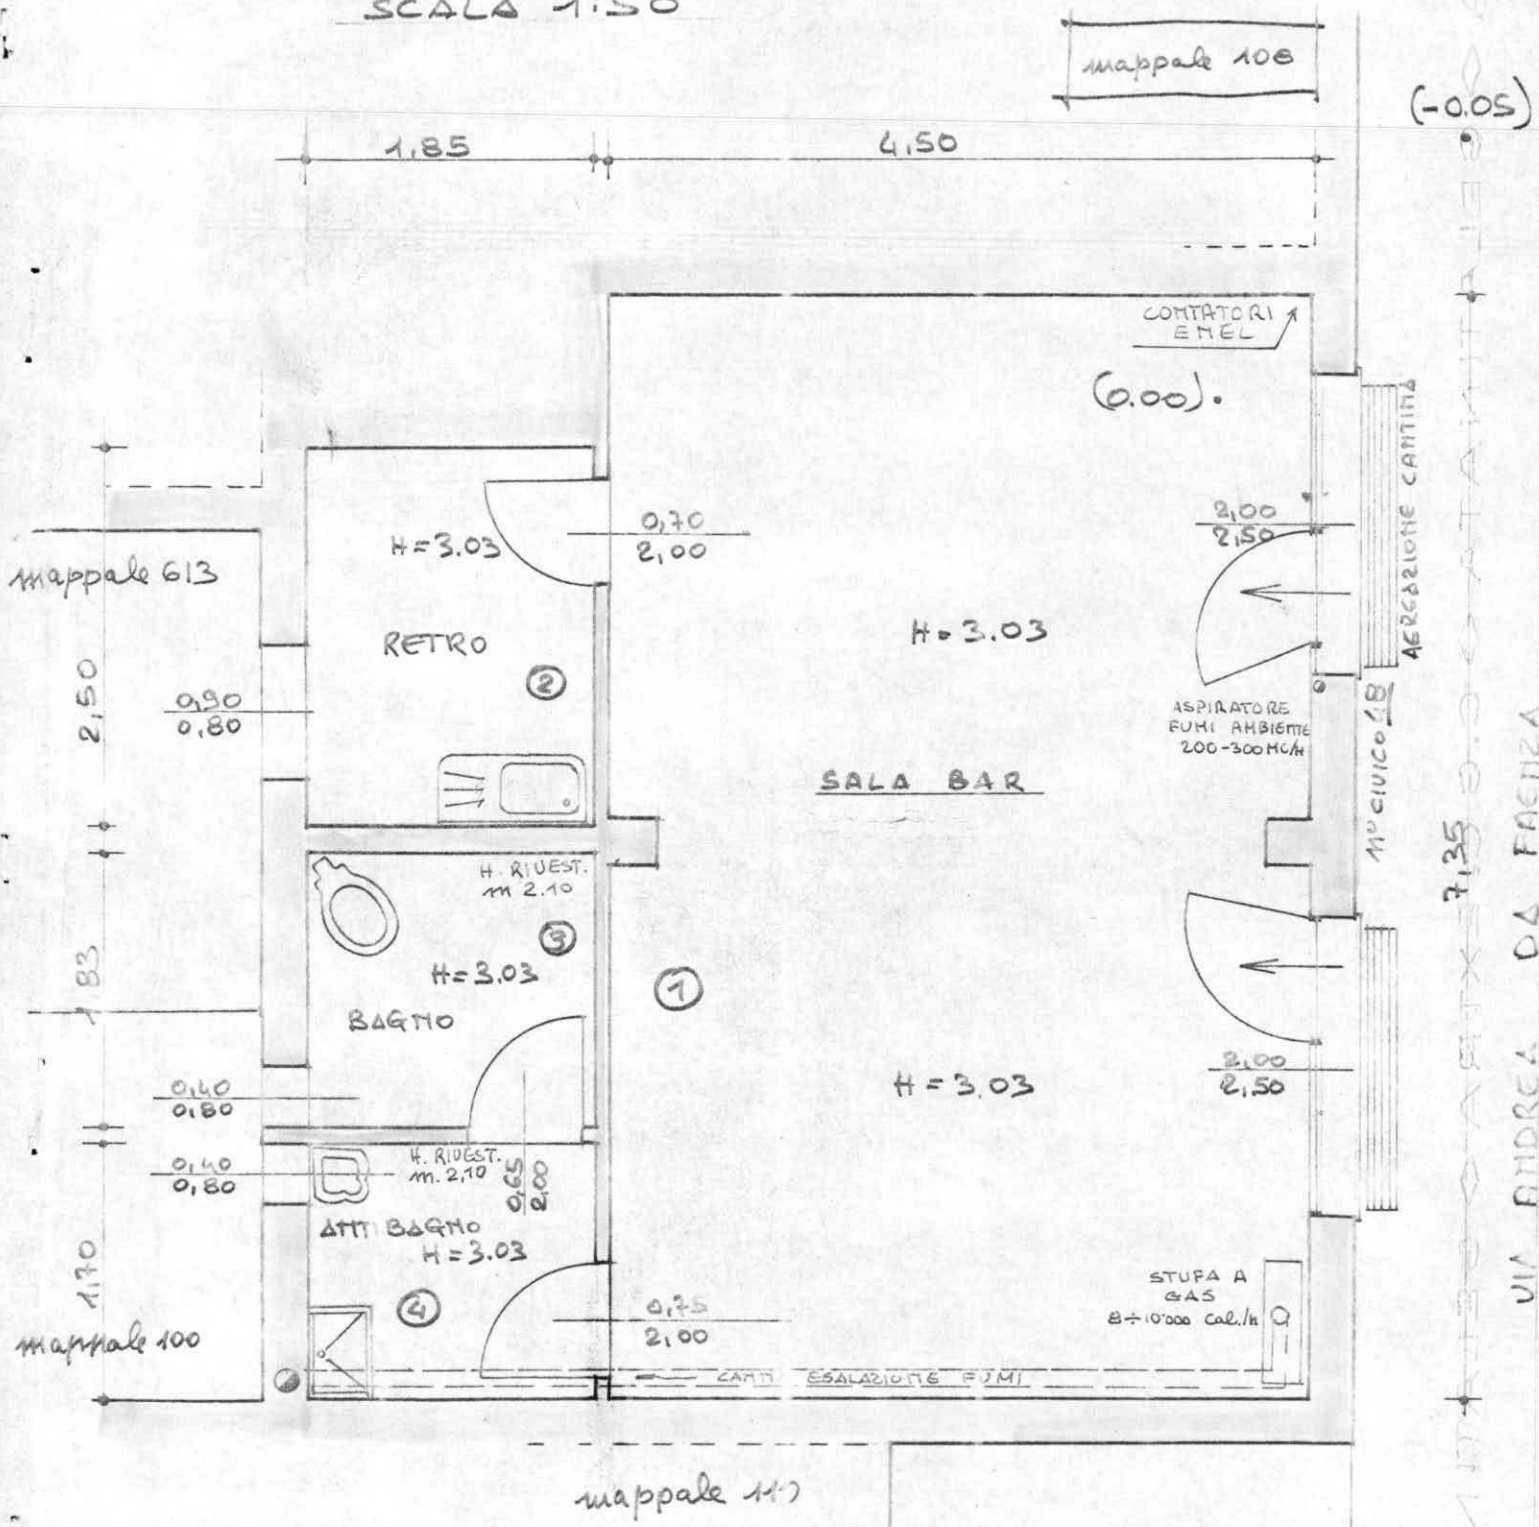 SCALA 1:50
mappale 108
(-0.05)
1,85
4,50
CONTATORI
ENEL
(0.00).
AEREAZIONE CANTINA
0,70
2,00
2,00
2,50
H=3.03
mappale 613
H=3.03
RETRO
2
2,50
0,90
0,80
ASPIRATORE
FUMI AMBIENTE
200-300 MC/H
N° CIVICO 48
SALA BAR
7,35
VIA ANDREA DA FAENZA
H. RIVEST.
m 2.10
3
H=3.03
1
1,83
BAGNO
0,40
0,80
H=3.03
2,00
2,50
0,40
0,80
H. RIVEST.
m. 2,10
0,65
2,00
ANTIBAGNO
H=3.03
1,70
4
STUFA A
GAS
8÷10'000 Cal./h
0,75
2,00
mappale 100
CANN ESALAZIONE FUMI
mappale